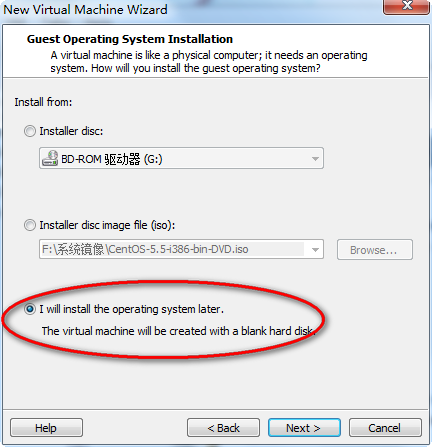 New Virtual Machine Wizard
Guest Operating System Installation
A virtual machine is like a physical computer; it needs an operating
system. How will you install the guest operating system?
Install from:
Installer disc:
BD-ROM 驱动器 (G:)
Installer disc image file (iso):
F:\系统镜像\CentOS-5.5-i386-bin-DVD.iso
Browse...
I will install the operating system later.
The virtual machine will be created with a blank hard disk.
Help
< Back
Next >
Cancel